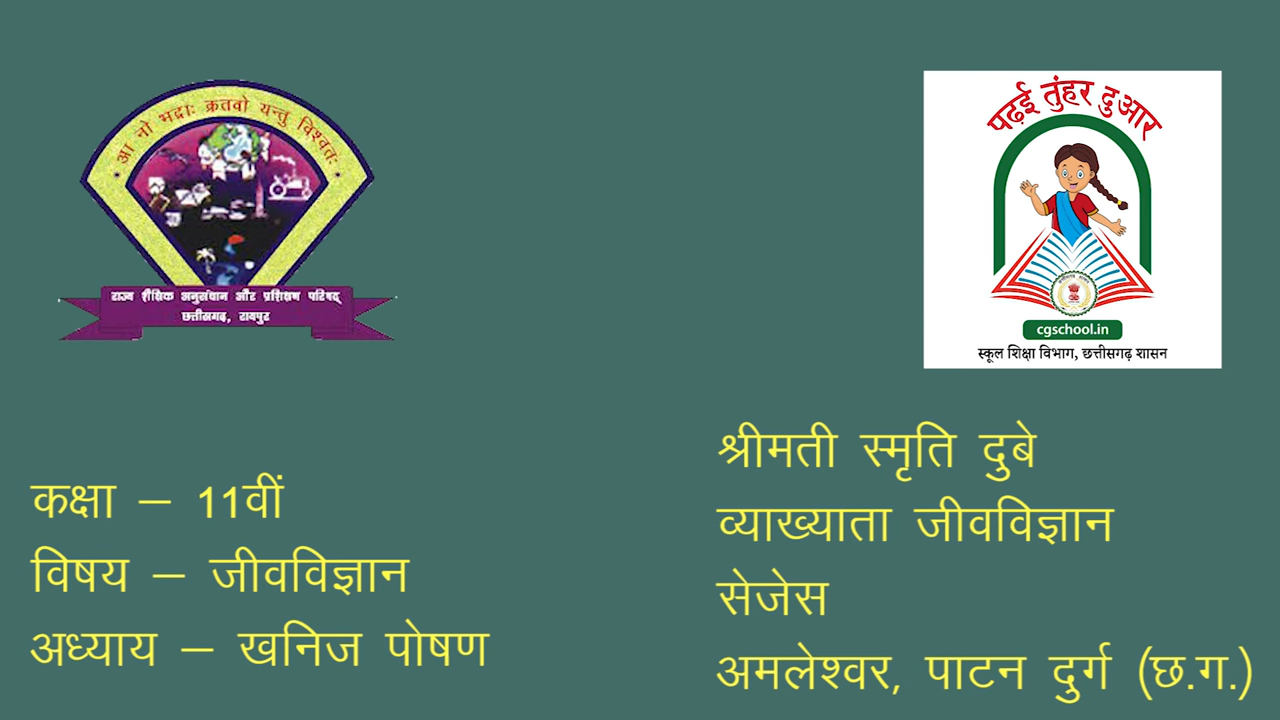 आ नो भद्राः क्रतवो यन्तु विश्वतः
राज्य शैक्षिक अनुसंधान और प्रशिक्षण परिषद्
छत्तीसगढ़, रायपुर
पढ़ई तुंहर दुआर
cgschool.in
स्कूल शिक्षा विभाग, छत्तीसगढ़ शासन
कक्षा – 11वीं
विषय – जीवविज्ञान
अध्याय – खनिज पोषण
श्रीमती स्मृति दुबे
व्याख्याता जीवविज्ञान
सेजेस
अमलेश्वर, पाटन दुर्ग (छ.ग.)